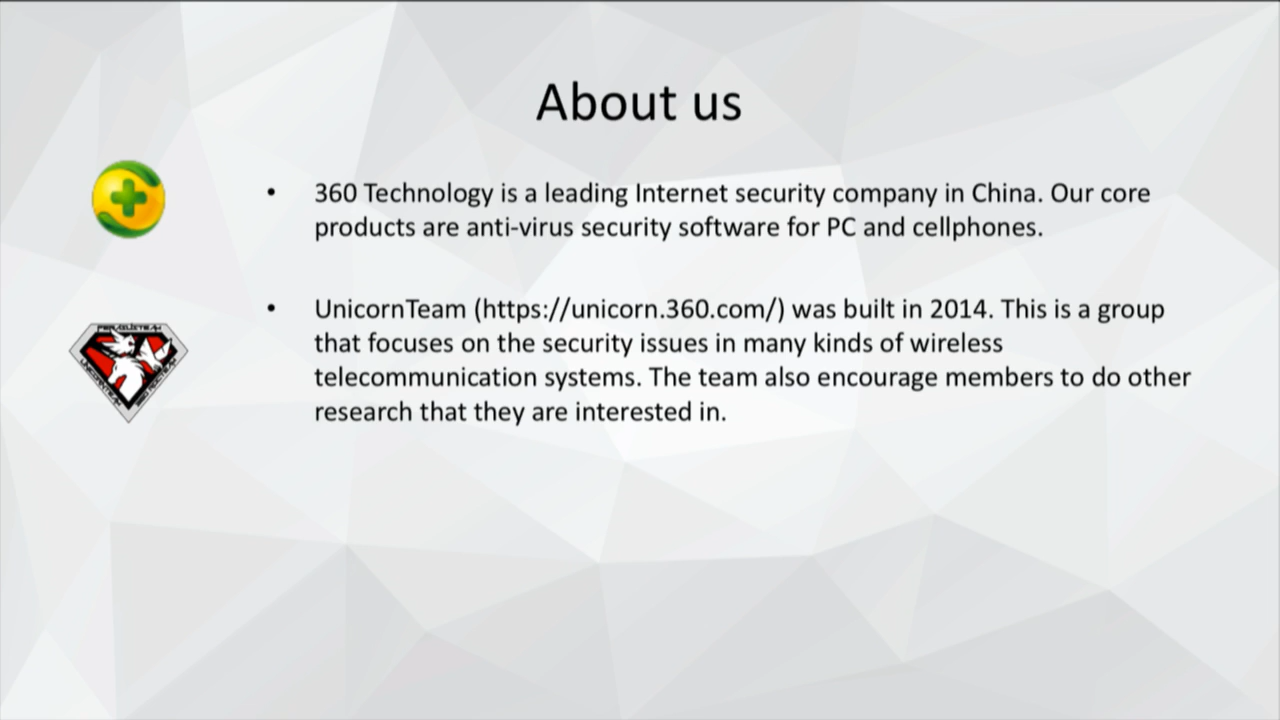 About us
• 360 Technology is a leading Internet security company in China. Our core
products are anti-virus security software for PC and cellphones.
• UnicornTeam (https://unicorn.360.com/) was built in 2014. This is a group
that focuses on the security issues in many kinds of wireless
telecommunication systems. The team also encourage members to do other
research that they are interested in.